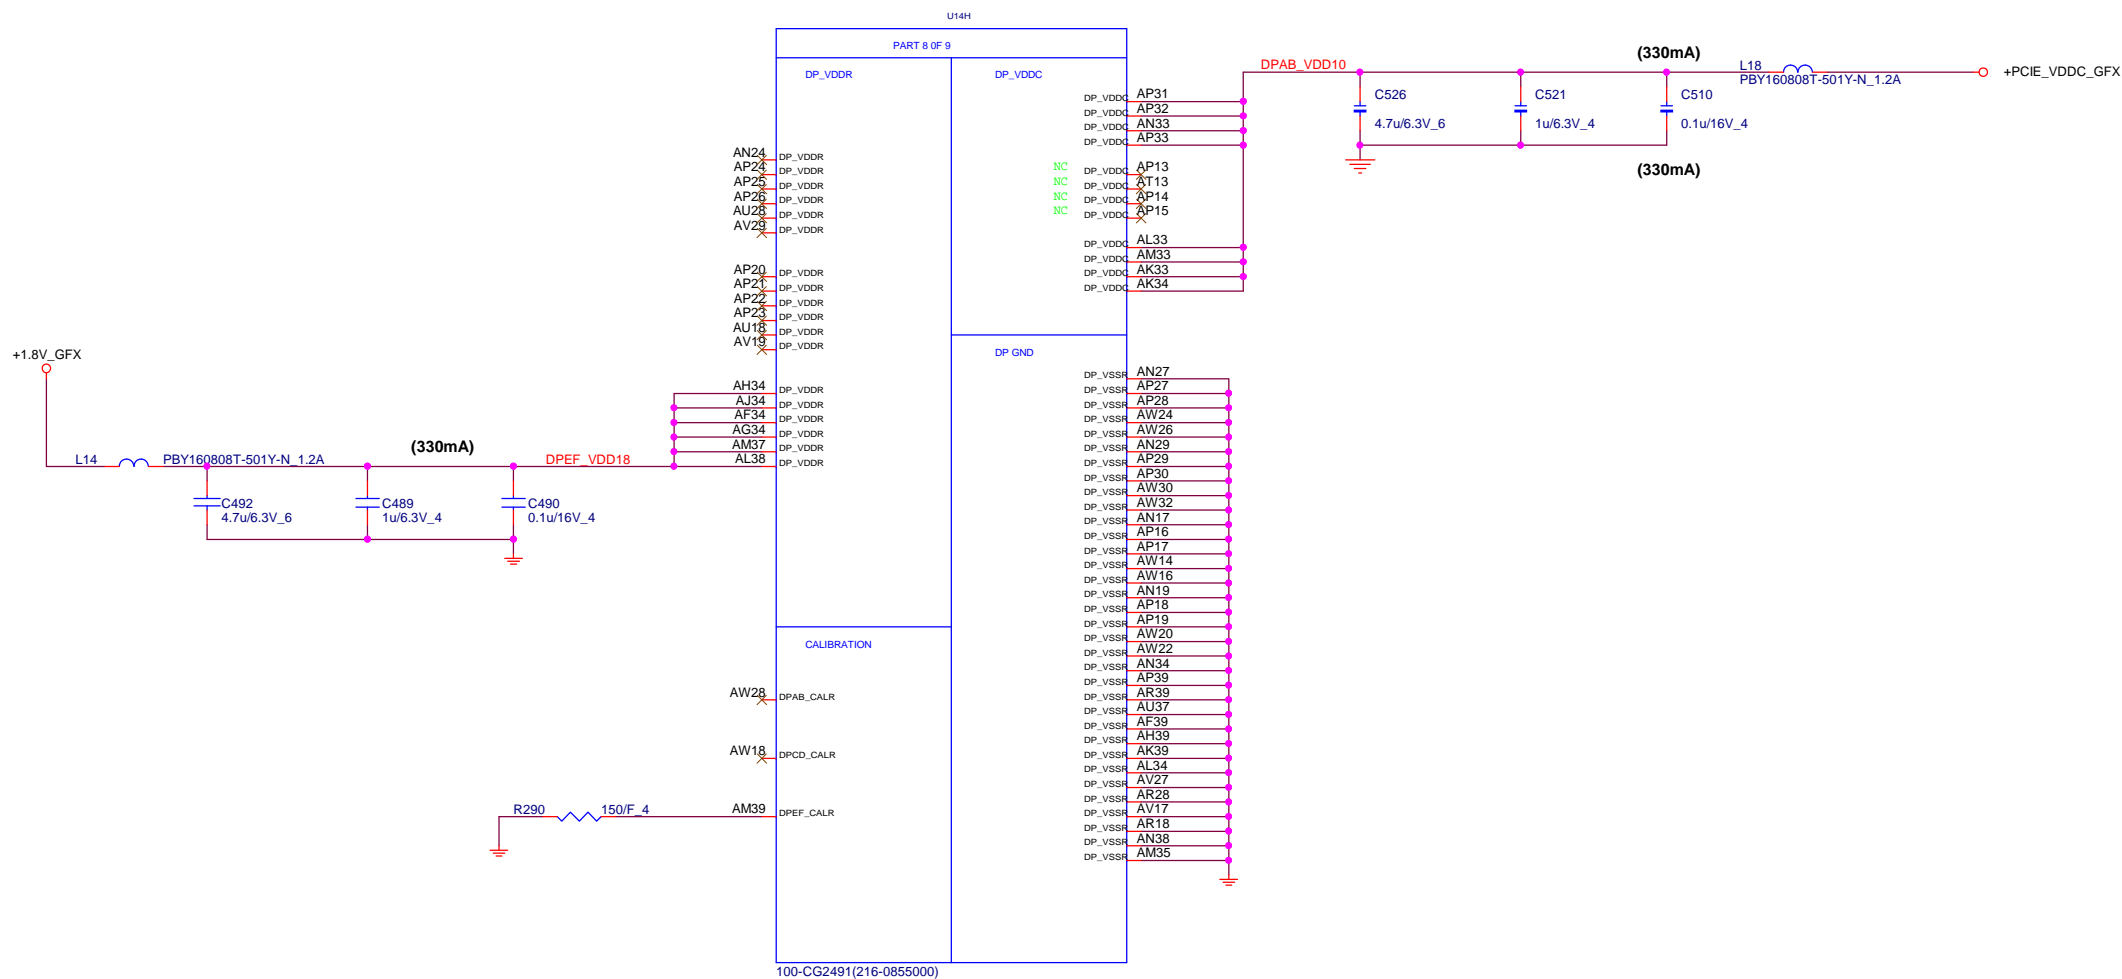 U14H
PART 8 0F 9
DP_VDDR
DP_VDDC
AN24 DP_VDDR
AP24 DP_VDDR
AP25 DP_VDDR
AP26 DP_VDDR
AU28 DP_VDDR
AV29 DP_VDDR
AP20 DP_VDDR
AP21 DP_VDDR
AP22 DP_VDDR
AP23 DP_VDDR
AU18 DP_VDDR
AV19 DP_VDDR
AH34 DP_VDDR
AJ34 DP_VDDR
AF34 DP_VDDR
AG34 DP_VDDR
AM37 DP_VDDR
AL38 DP_VDDR
+1.8V_GFX
L14
PBY160808T-501Y-N_1.2A
(330mA)
DPEF_VDD18
C492
4.7u/6.3V_6
C489
1u/6.3V_4
C490
0.1u/16V_4
CALIBRATION
AW28 DPAB_CALR
AW18 DPCD_CALR
R290
150/F_4
AM39 DPEF_CALR
DP_VDDC AP31
DP_VDDC AP32
DP_VDDC AN33
DP_VDDC AP33
NC DP_VDDC AP13
NC DP_VDDC AT13
NC DP_VDDC AP14
NC DP_VDDC AP15
DP_VDDC AL33
DP_VDDC AM33
DP_VDDC AK33
DP_VDDC AK34
DPAB_VDD10
(330mA)
L18
PBY160808T-501Y-N_1.2A
+PCIE_VDDC_GFX
C526
4.7u/6.3V_6
C521
1u/6.3V_4
C510
0.1u/16V_4
(330mA)
DP GND
DP_VSSR AN27
DP_VSSR AP27
DP_VSSR AP28
DP_VSSR AW24
DP_VSSR AW26
DP_VSSR AN29
DP_VSSR AP29
DP_VSSR AP30
DP_VSSR AW30
DP_VSSR AW32
DP_VSSR AN17
DP_VSSR AP16
DP_VSSR AP17
DP_VSSR AW14
DP_VSSR AW16
DP_VSSR AN19
DP_VSSR AP18
DP_VSSR AP19
DP_VSSR AW20
DP_VSSR AW22
DP_VSSR AN34
DP_VSSR AP39
DP_VSSR AR39
DP_VSSR AU37
DP_VSSR AF39
DP_VSSR AH39
DP_VSSR AK39
DP_VSSR AL34
DP_VSSR AV27
DP_VSSR AR28
DP_VSSR AV17
DP_VSSR AR18
DP_VSSR AN38
DP_VSSR AM35
100-CG2491(216-0855000)